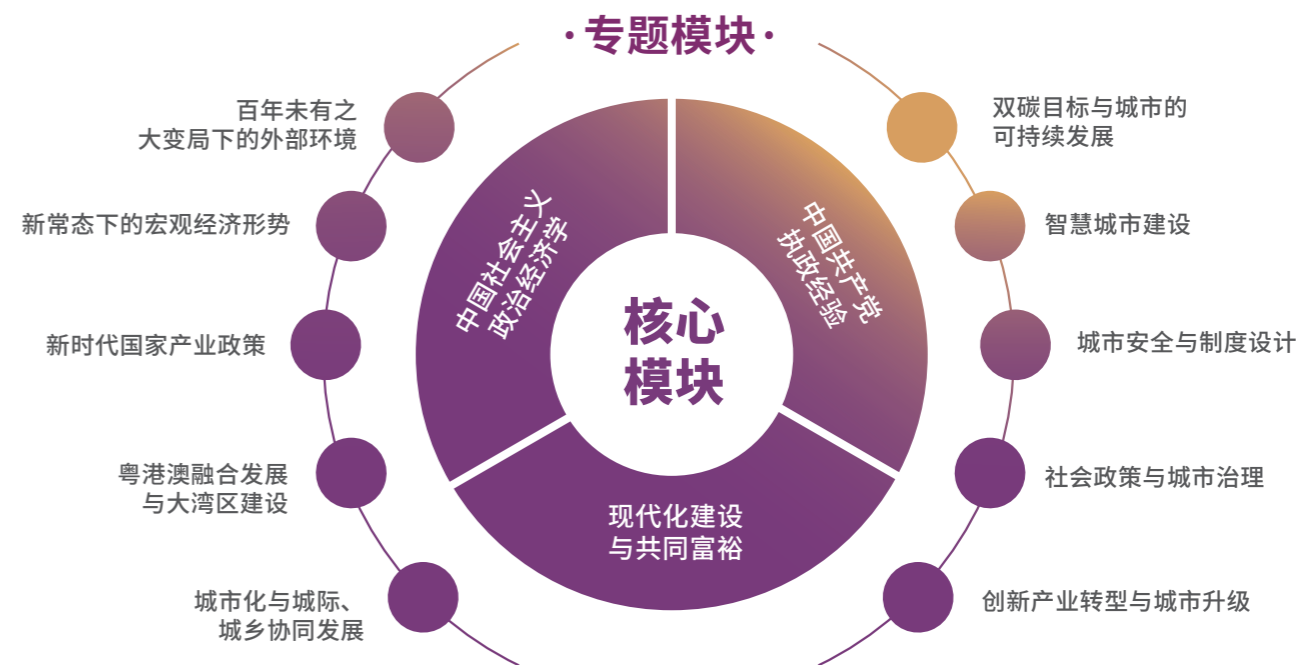 ·专题模块·
百年未有之
大变局下的外部环境
新常态下的宏观经济形势
新时代国家产业政策
粤港澳融合发展
与大湾区建设
城市化与城际、
城乡协同发展
中国社会主义
政治经济学
中国共产党
执政经验
核心
模块
现代化建设
与共同富裕
双碳目标与城市的
可持续发展
智慧城市建设
城市安全与制度设计
社会政策与城市治理
创新产业转型与城市升级